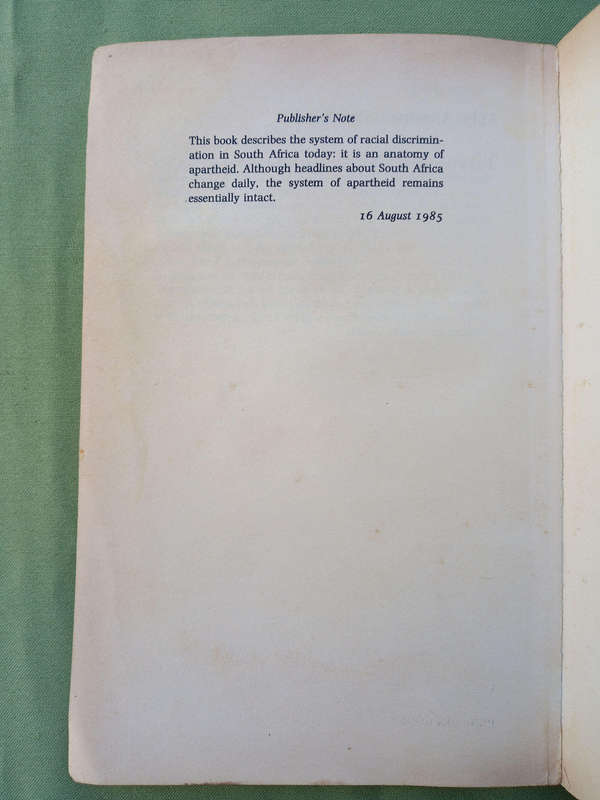 Publisher's Note
This book describes the system of racial discrimin-
ation in South Africa today: it is an anatomy of
apartheid. Although headlines about South Africa
change daily, the system of apartheid remains
essentially intact.
16 August 1985